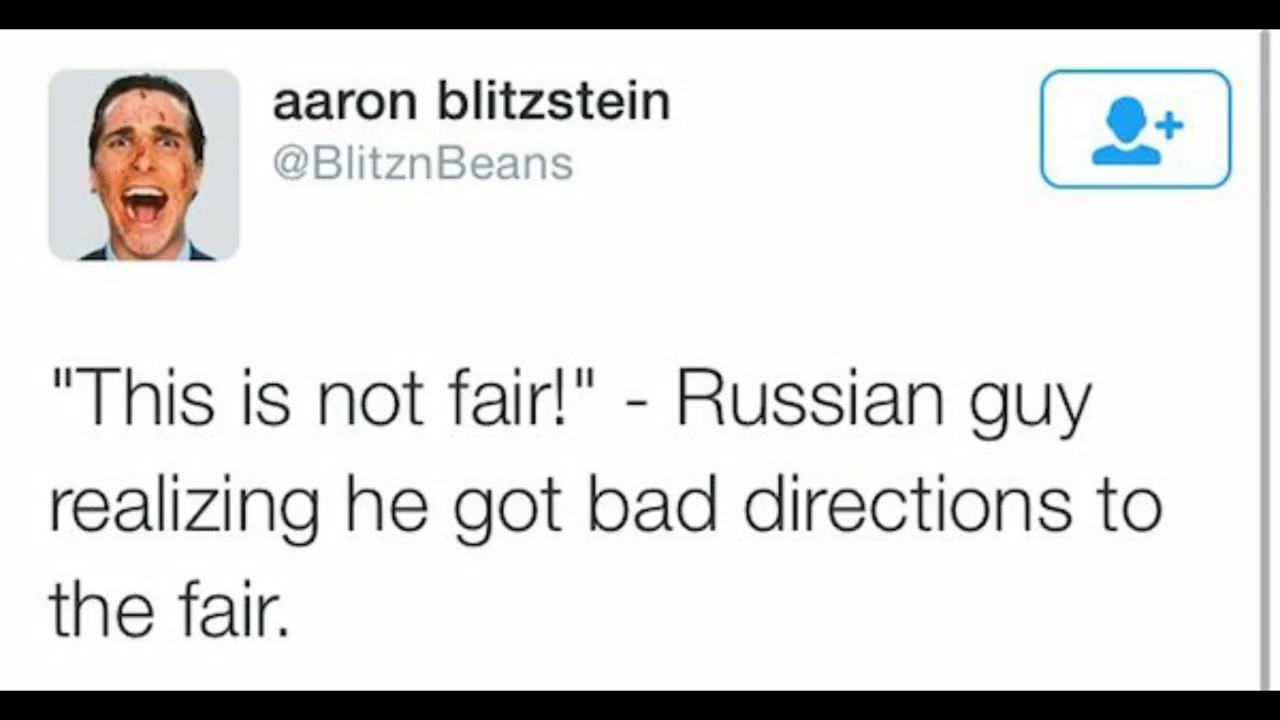 aaron blitzstein
@BlitznBeans
"This is not fair!" - Russian guy
realizing he got bad directions to
the fair.